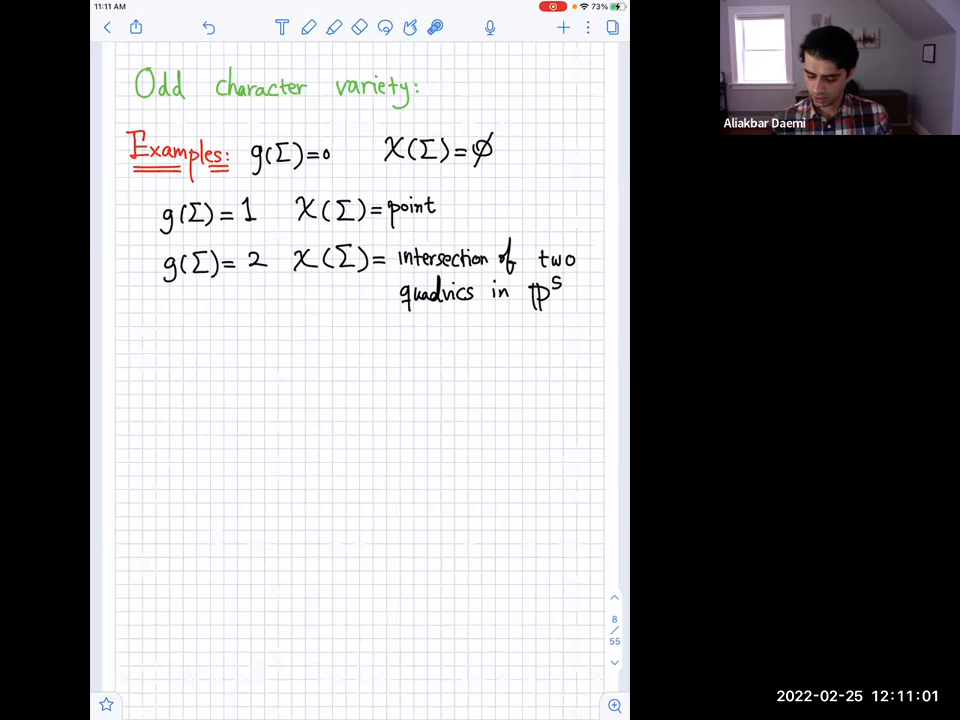 11:11 AM
73%
Odd character variety:
Examples: g(Σ)=0 χ(Σ)=∅
g(Σ)=1 χ(Σ)=point
g(Σ)=2 χ(Σ)= intersection of two
quadrics in ℙ⁵
8
/
55
Aliakbar Daemi
2022-02-25 12:11:01